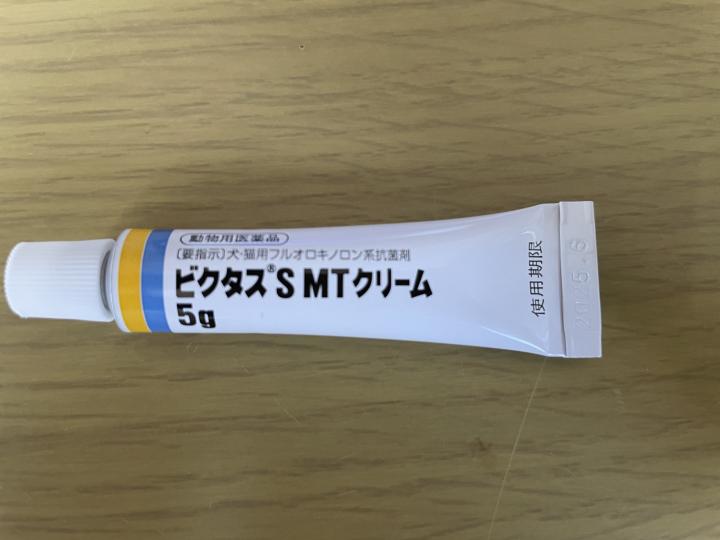 動物用医薬品
〔要指示〕犬・猫用フルオロキノロン系抗菌剤
ビクタス®S MTクリーム
5g
使用期限
2025.6